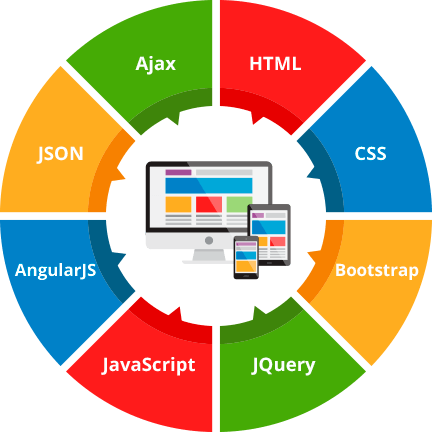 Ajax
HTML
JSON
CSS
AngularJS
Bootstrap
JavaScript
JQuery